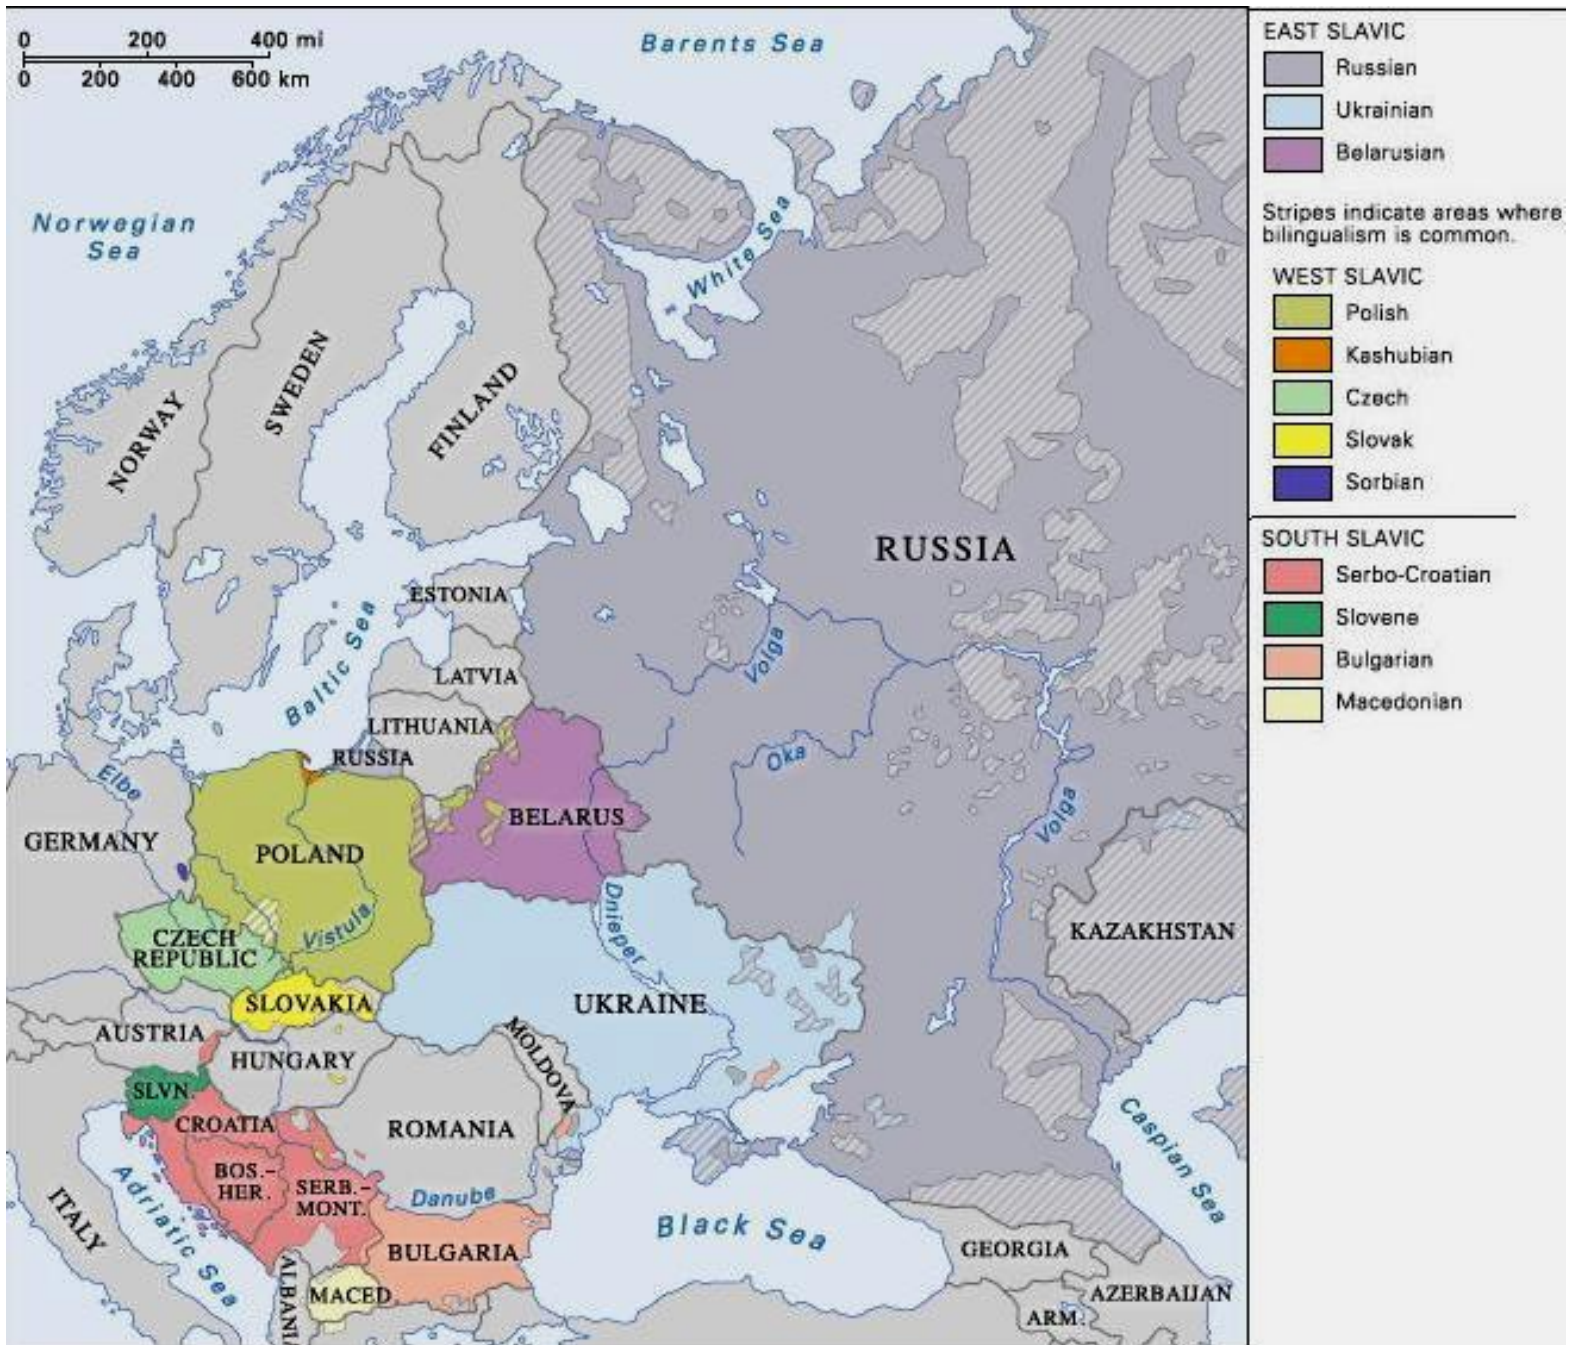 0 200 400 mi
0 200 400 600 km
Barents Sea
Norwegian
Sea
White Sea
NORWAY
SWEDEN
FINLAND
RUSSIA
ESTONIA
Baltic Sea
LATVIA
Volga
LITHUANIA
RUSSIA
Oka
Elbe
BELARUS
Volga
GERMANY
POLAND
Vistula
Dnieper
CZECH
REPUBLIC
KAZAKHSTAN
SLOVAKIA
UKRAINE
AUSTRIA
HUNGARY
MOLDOVA
SLVN.
CROATIA
ROMANIA
Caspian Sea
BOS.-
HER.
SERB.-
MONT.
Danube
ITALY
Adriatic Sea
BULGARIA
Black Sea
GEORGIA
ALBANIA
MACED.
AZERBAIJAN
ARM.
EAST SLAVIC
Russian
Ukrainian
Belarusian
Stripes indicate areas where
bilingualism is common.
WEST SLAVIC
Polish
Kashubian
Czech
Slovak
Sorbian
SOUTH SLAVIC
Serbo-Croatian
Slovene
Bulgarian
Macedonian